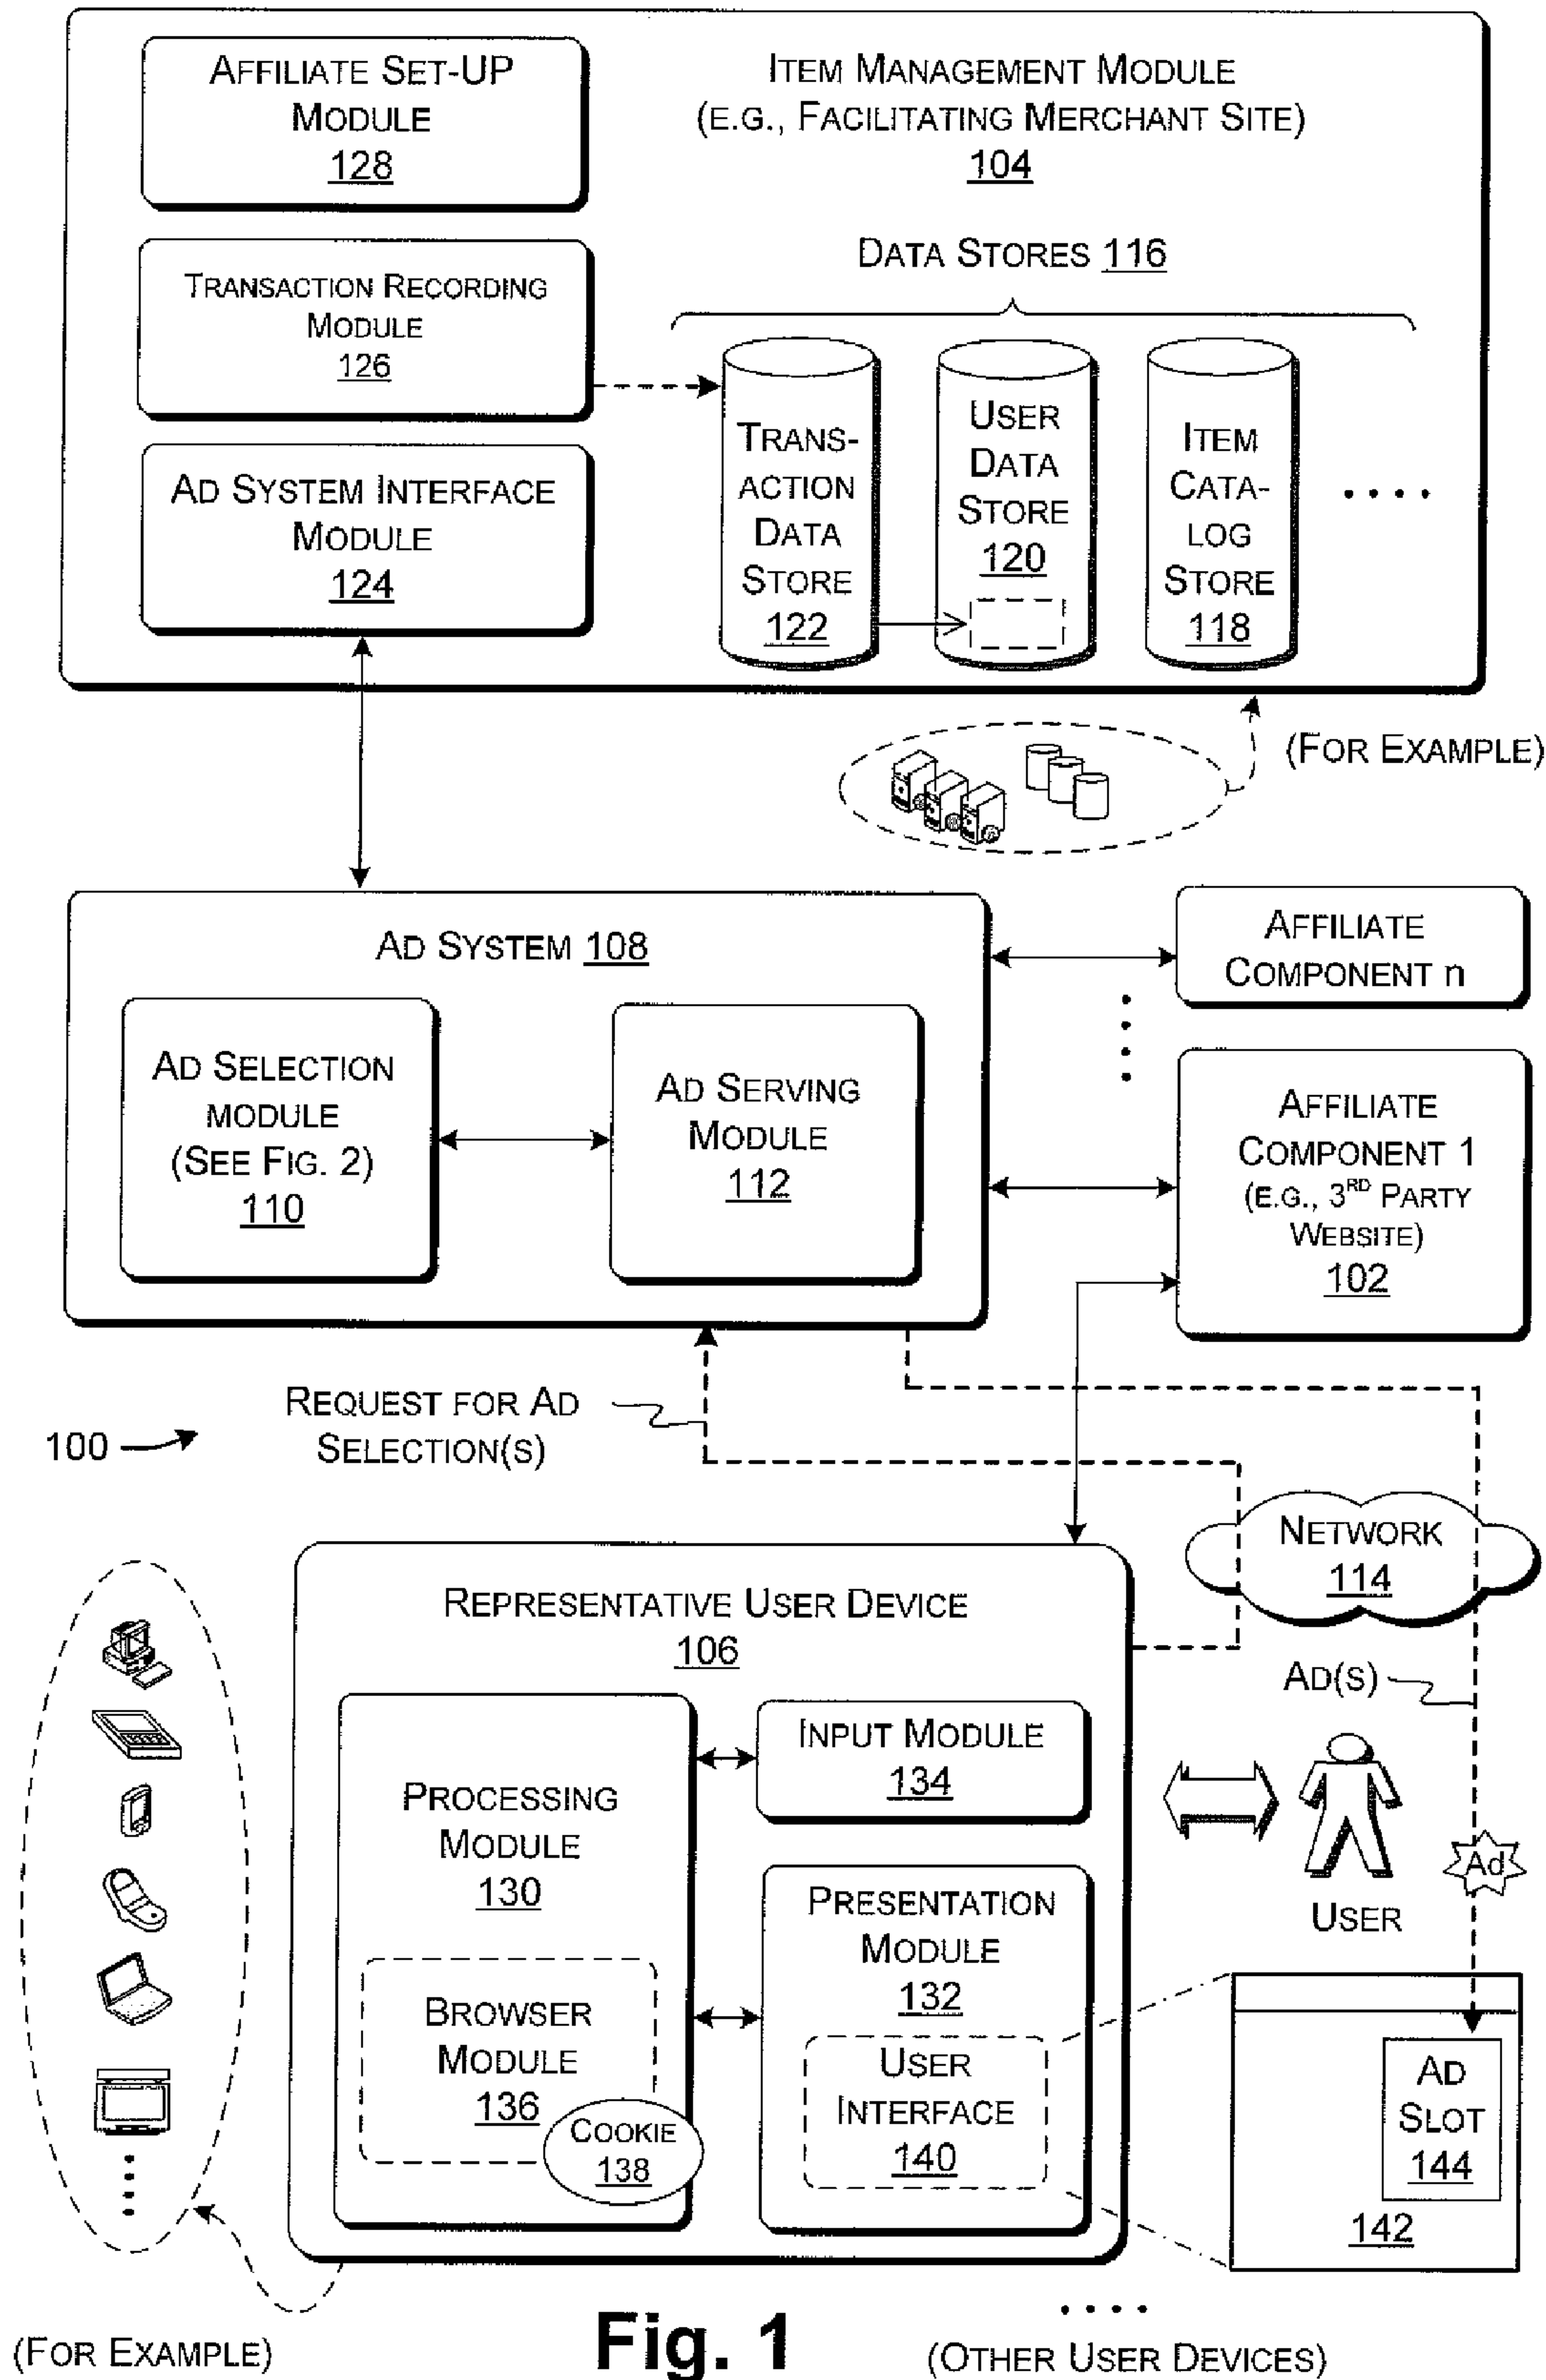 AFFILIATE SET-UP
MODULE
128
ITEM MANAGEMENT MODULE
(E.G., FACILITATING MERCHANT SITE)
104
TRANSACTION RECORDING
MODULE
126
DATA STORES 116
AD SYSTEM INTERFACE
MODULE
124
TRANS-
ACTION
DATA
STORE
122
USER
DATA
STORE
120
ITEM
CATA-
LOG
STORE
118
(FOR EXAMPLE)
AD SYSTEM 108
AD SELECTION
MODULE
(SEE FIG. 2)
110
AD SERVING
MODULE
112
AFFILIATE
COMPONENT n
AFFILIATE
COMPONENT 1
(E.G., 3RD PARTY
WEBSITE)
102
REQUEST FOR AD
SELECTION(S)
100
NETWORK
114
REPRESENTATIVE USER DEVICE
106
AD(S)
PROCESSING
MODULE
130
INPUT MODULE
134
BROWSER
MODULE
136
COOKIE
138
PRESENTATION
MODULE
132
USER
INTERFACE
140
USER
Ad
AD
SLOT
144
142
(FOR EXAMPLE)
Fig. 1
(OTHER USER DEVICES)